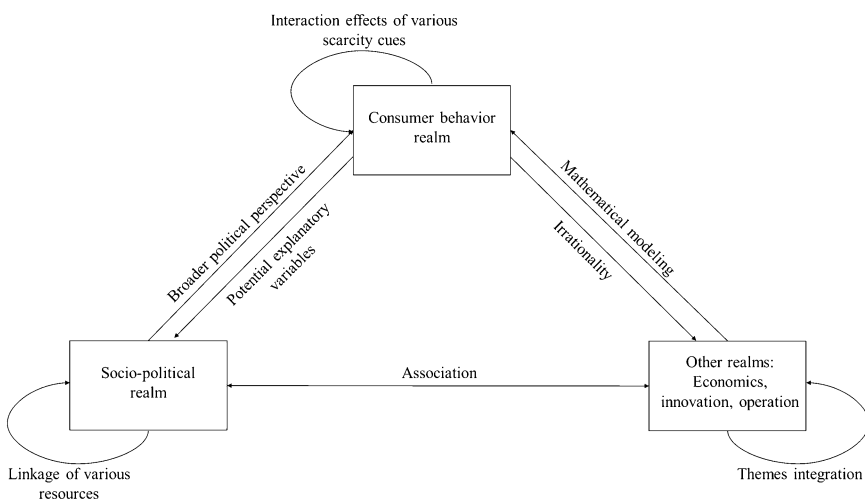 Interaction effects of various
scarcity cues
Consumer behavior
realm
Broader political perspective
Potential explanatory
variables
Mathematical modeling
Irrationality
Socio-political
realm
Association
Other realms:
Economics,
innovation, operation
Linkage of various
resources
Themes integration